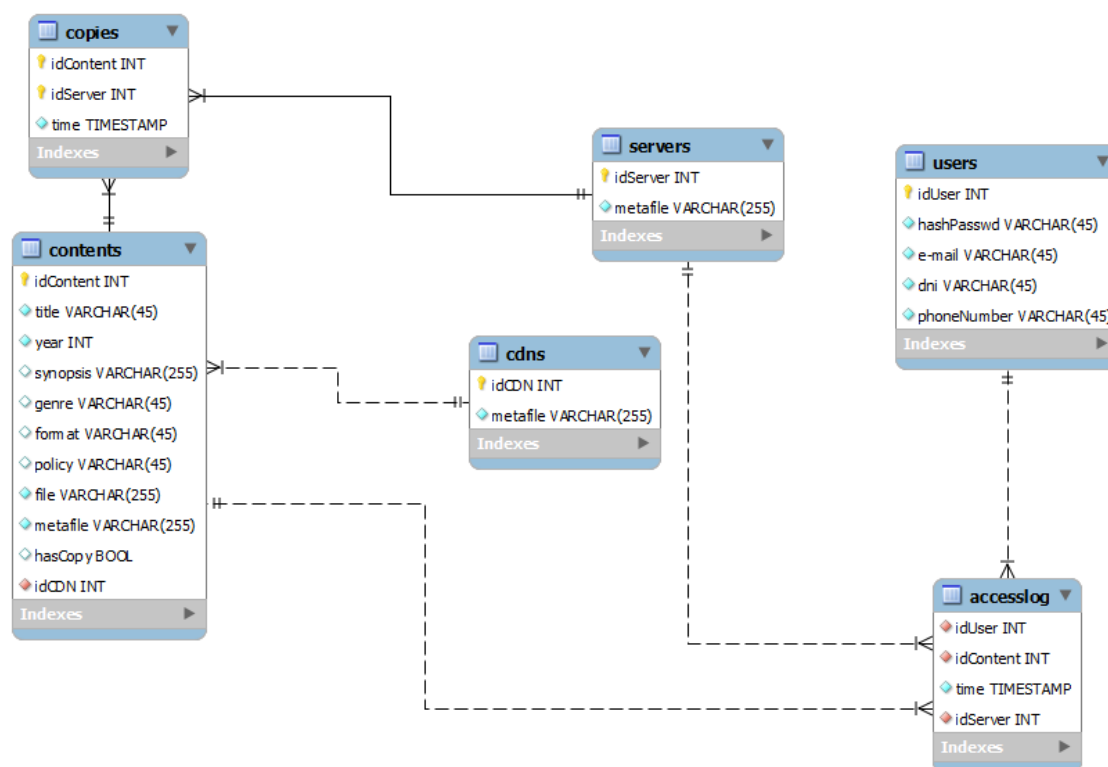 copies
idContent INT
idServer INT
time TIMESTAMP
Indexes
servers
idServer INT
metafile VARCHAR(255)
Indexes
users
idUser INT
hashPasswd VARCHAR(45)
e-mail VARCHAR(45)
dni VARCHAR(45)
phoneNumber VARCHAR(45)
Indexes
contents
idContent INT
title VARCHAR(45)
year INT
synopsis VARCHAR(255)
genre VARCHAR(45)
format VARCHAR(45)
policy VARCHAR(45)
file VARCHAR(255)
metafile VARCHAR(255)
hasCopy BOOL
idCDN INT
Indexes
cdns
idCDN INT
metafile VARCHAR(255)
Indexes
accesslog
idUser INT
idContent INT
time TIMESTAMP
idServer INT
Indexes